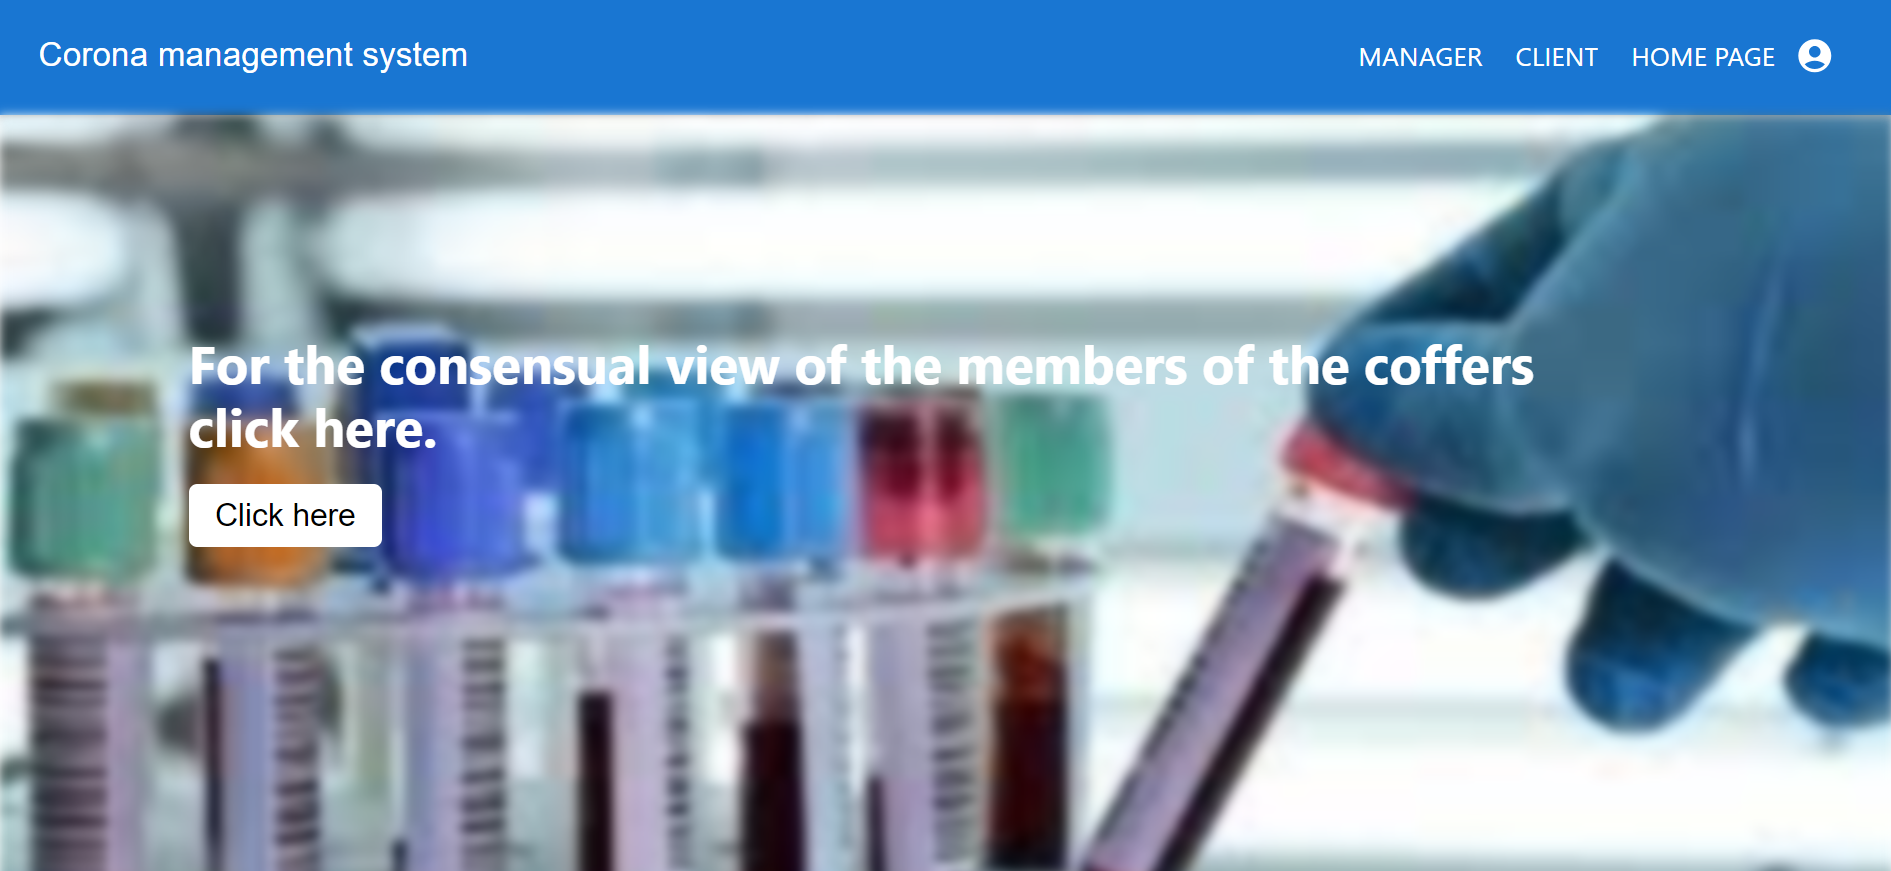 Corona management system
MANAGER CLIENT HOME PAGE
For the consensual view of the members of the coffers
click here.
Click here